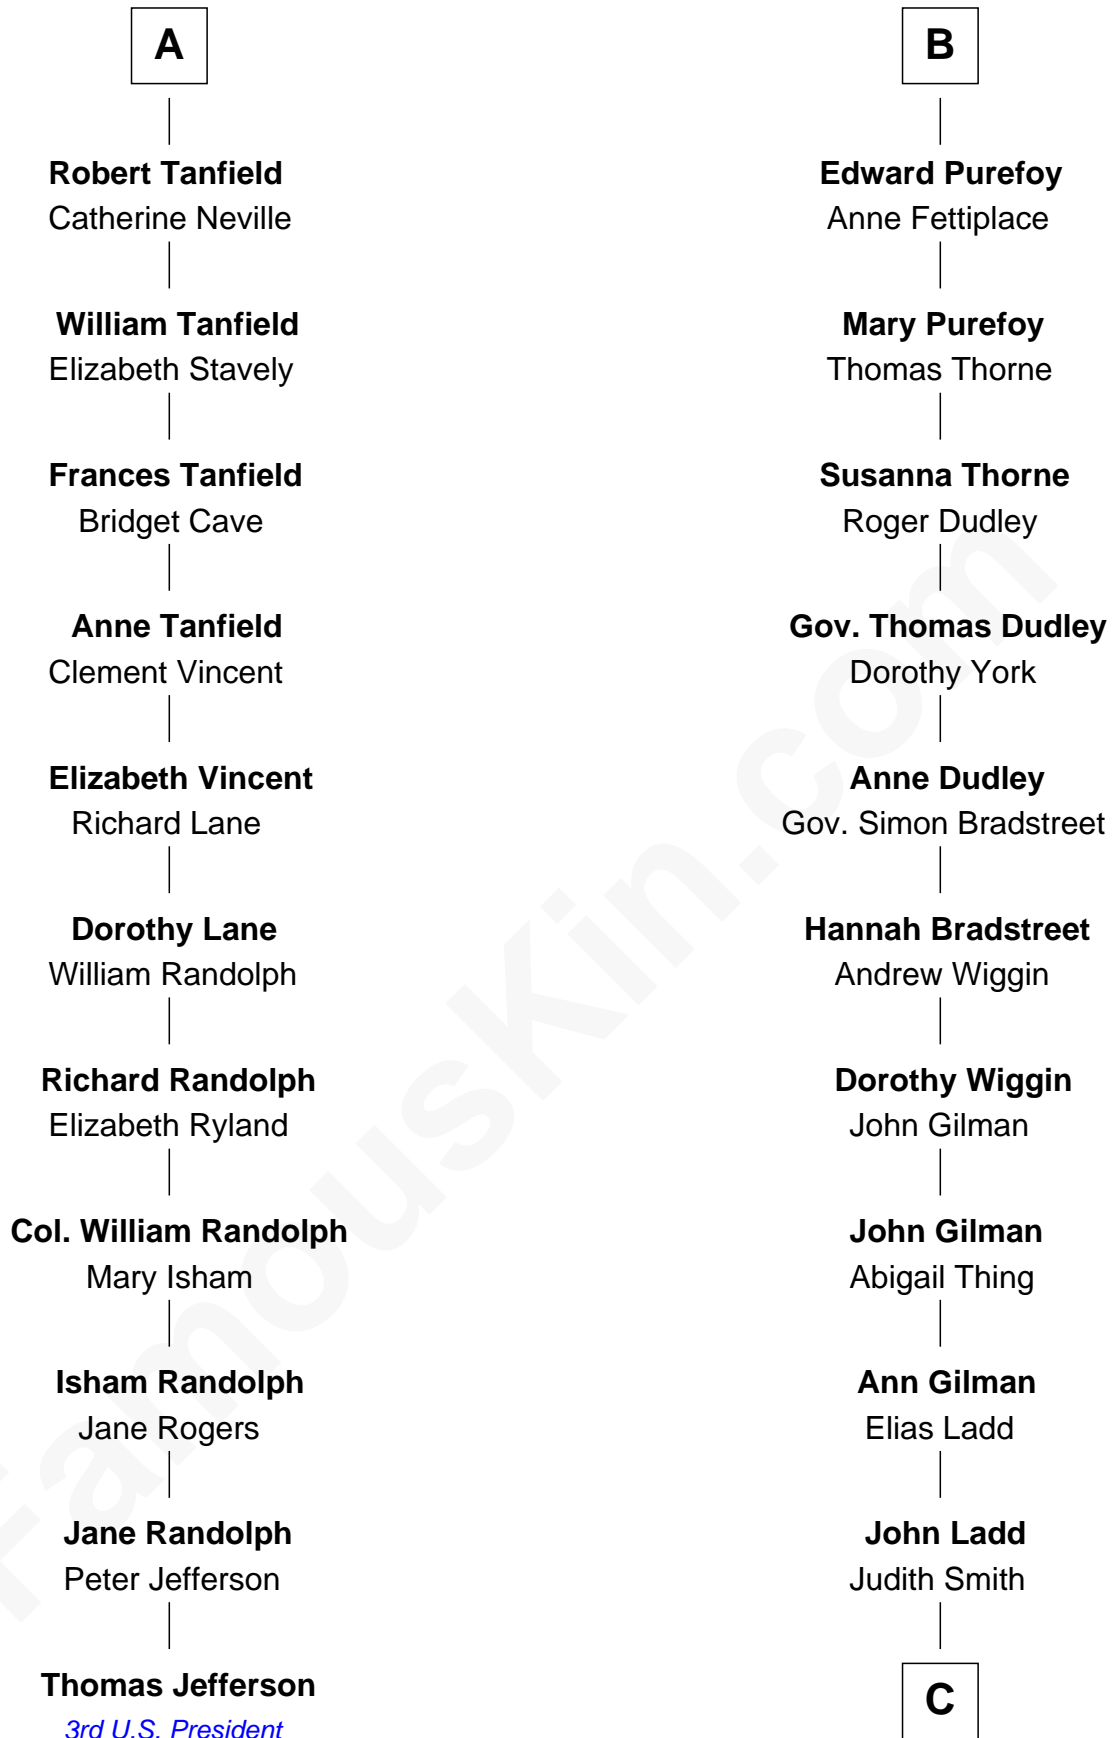 A
Robert Tanfield
Catherine Neville
William Tanfield
Elizabeth Stavely
Frances Tanfield
Bridget Cave
Anne Tanfield
Clement Vincent
Elizabeth Vincent
Richard Lane
Dorothy Lane
William Randolph
Richard Randolph
Elizabeth Ryland
Col. William Randolph
Mary Isham
Isham Randolph
Jane Rogers
Jane Randolph
Peter Jefferson
Thomas Jefferson
3rd U.S. President
B
Edward Purefoy
Anne Fettiplace
Mary Purefoy
Thomas Thorne
Susanna Thorne
Roger Dudley
Gov. Thomas Dudley
Dorothy York
Anne Dudley
Gov. Simon Bradstreet
Hannah Bradstreet
Andrew Wiggin
Dorothy Wiggin
John Gilman
John Gilman
Abigail Thing
Ann Gilman
Elias Ladd
John Ladd
Judith Smith
C
FamousKin.com